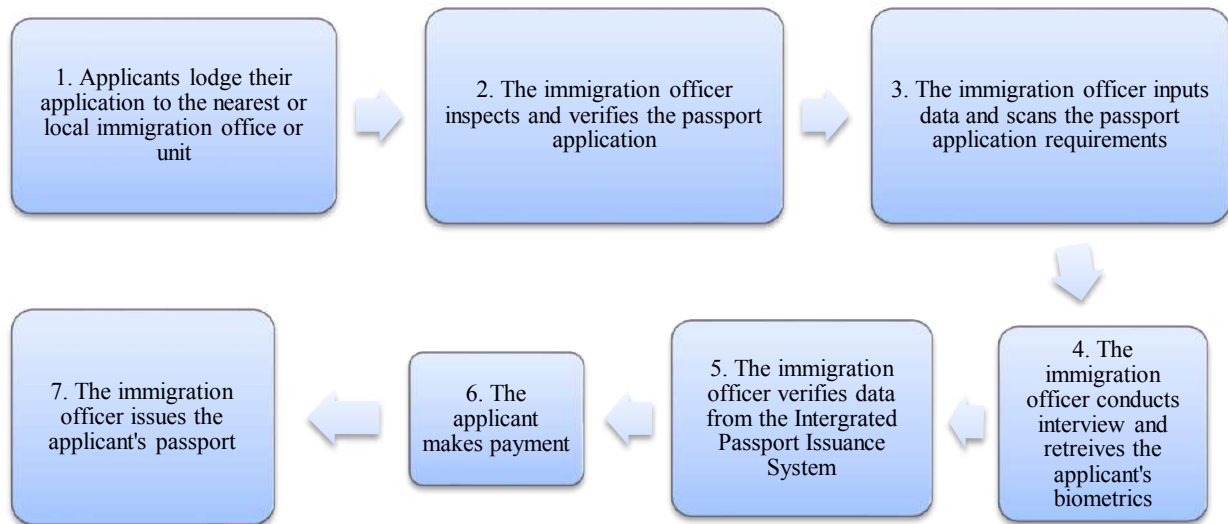 1. Applicants lodge their
application to the nearest or
local immigration office or
unit
2. The immigration officer
inspects and verifies the passport
application
3. The immigration officer inputs
data and scans the passport
application requirements
4. The
immigration
officer conducts
interview and
retreives the
applicant's
biometrics
5. The immigration
officer verifies data
from the Intergrated
Passport Issuance
System
6. The
applicant
makes payment
7. The immigration
officer issues the
applicant's passport